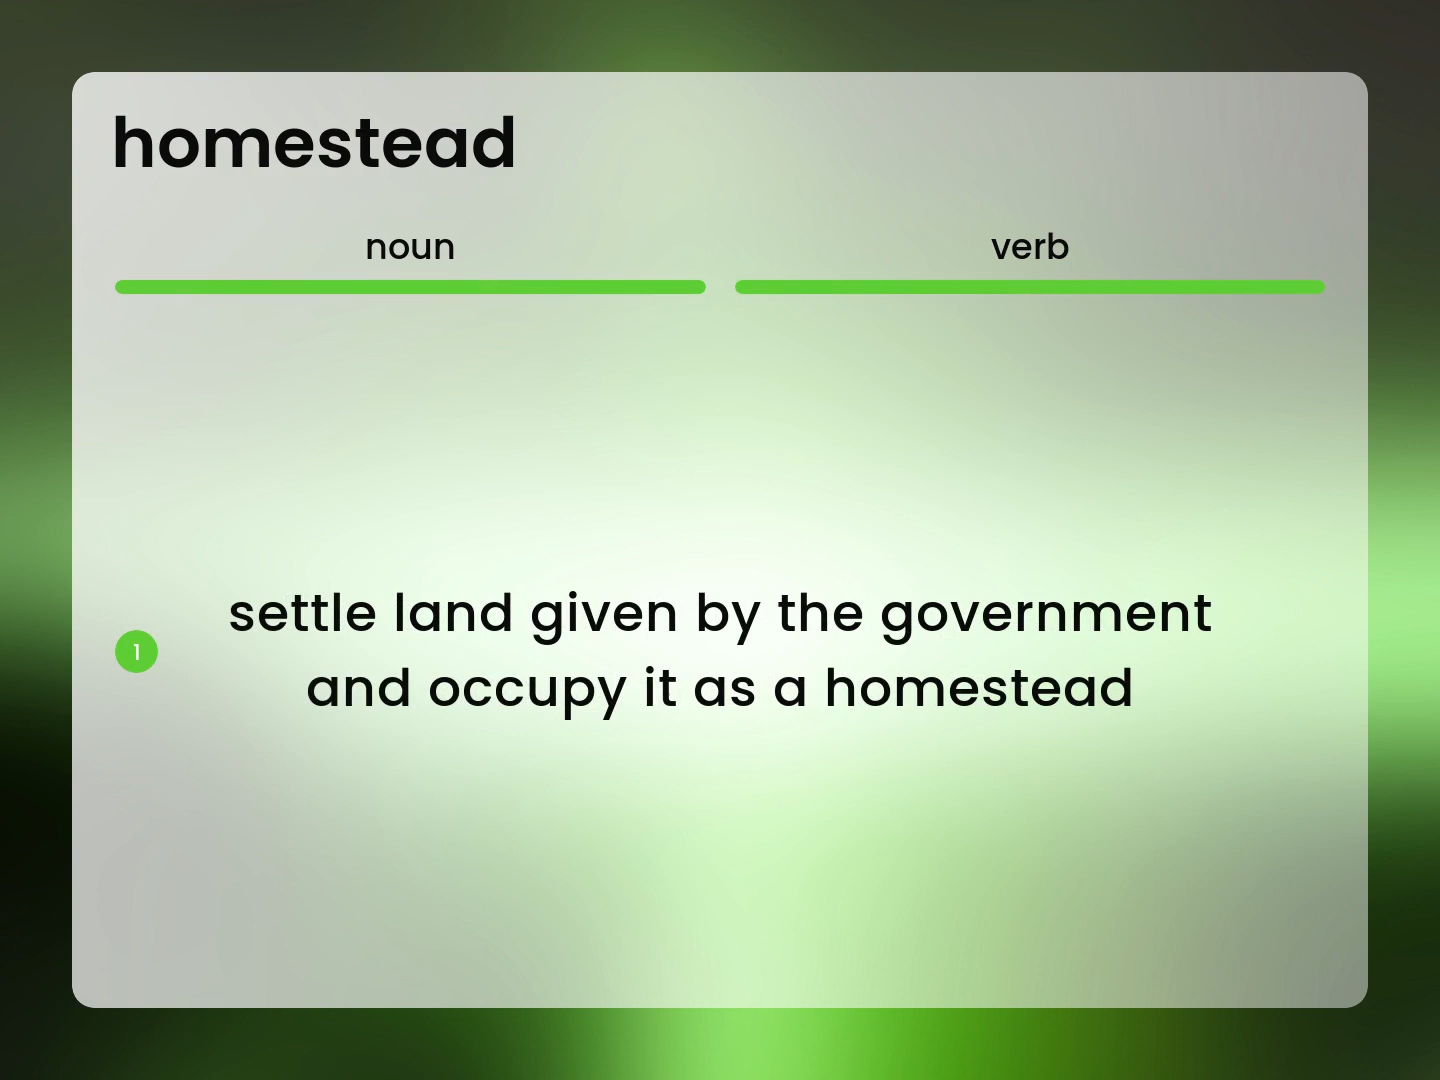 homestead
noun
verb
1
settle land given by the government
and occupy it as a homestead